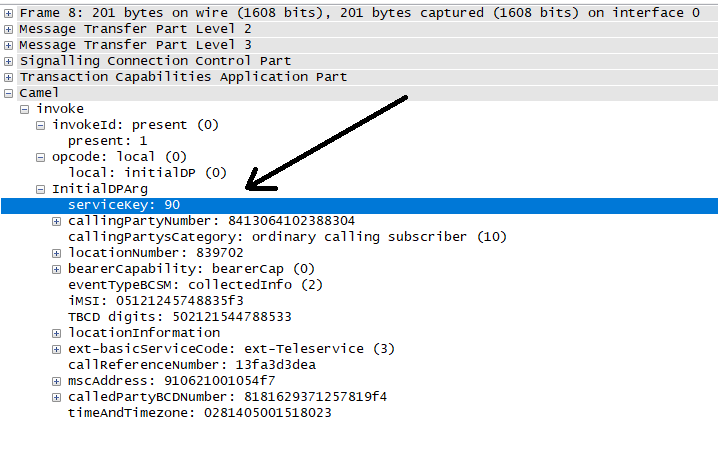 Frame 8: 201 bytes on wire (1608 bits), 201 bytes captured (1608 bits) on interface 0
Message Transfer Part Level 2
Message Transfer Part Level 3
Signalling Connection Control Part
Transaction Capabilities Application Part
Camel
invoke
invokeId: present (0)
present: 1
opcode: local (0)
local: initialDP (0)
InitialDPArg
serviceKey: 90
callingPartyNumber: 8413064102388304
callingPartysCategory: ordinary calling subscriber (10)
locationNumber: 839702
bearerCapability: bearerCap (0)
eventTypeBCSM: collectedInfo (2)
iMSI: 05121245748835f3
TBCD digits: 502121544788533
locationInformation
ext-basicServiceCode: ext-Teleservice (3)
callReferenceNumber: 13fa3d3dea
mscAddress: 910621001054f7
calledPartyBCDNumber: 8181629371257819f4
timeAndTimezone: 0281405001518023